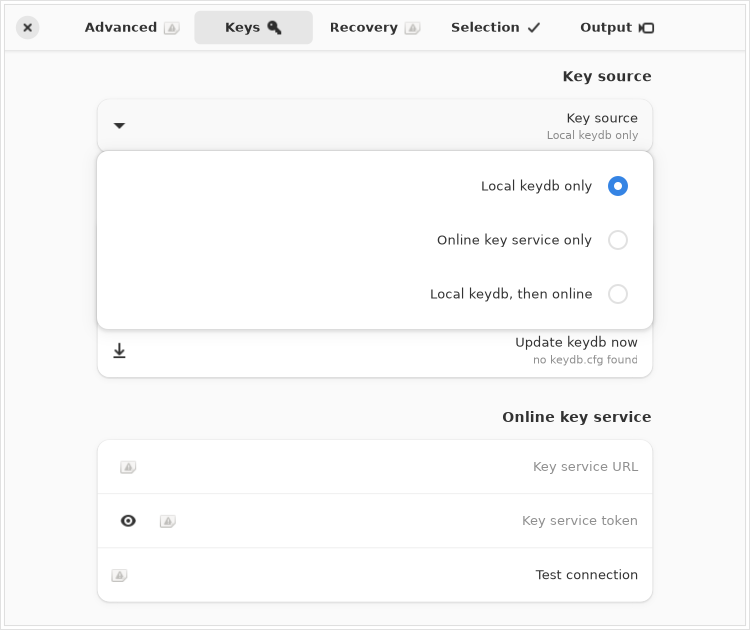 Advanced
Keys
Recovery
Selection
Output
Key source
Key source
Local keydb only
Local keydb only
Online key service only
Local keydb, then online
Update keydb now
no keydb.cfg found
Online key service
Key service URL
Key service token
Test connection